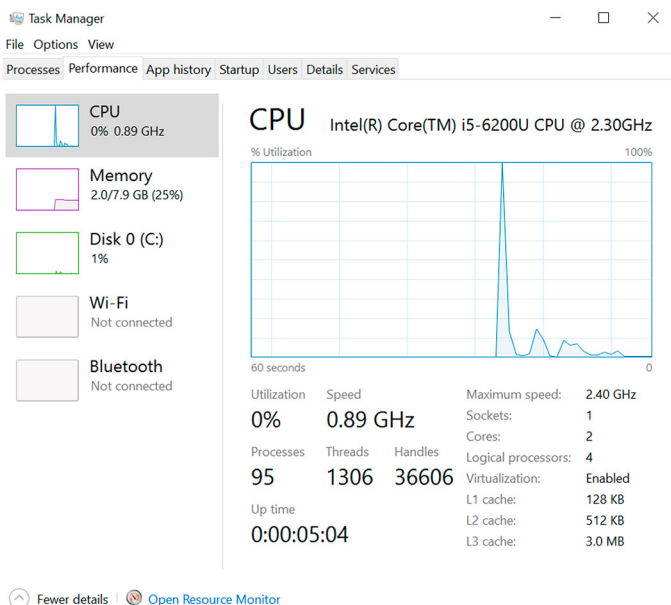 Task Manager
File Options View
Processes Performance App history Startup Users Details Services
CPU
0% 0.89 GHz
Memory
2.0/7.9 GB (25%)
Disk 0 (C:)
1%
Wi-Fi
Not connected
Bluetooth
Not connected
CPU Intel(R) Core(TM) i5-6200U CPU @ 2.30GHz
% Utilization 100%
60 seconds 0
Utilization Speed
0% 0.89 GHz
Processes Threads Handles
95 1306 36606
Up time
0:00:05:04
Maximum speed: 2.40 GHz
Sockets: 1
Cores: 2
Logical processors: 4
Virtualization: Enabled
L1 cache: 128 KB
L2 cache: 512 KB
L3 cache: 3.0 MB
Fewer details Open Resource Monitor